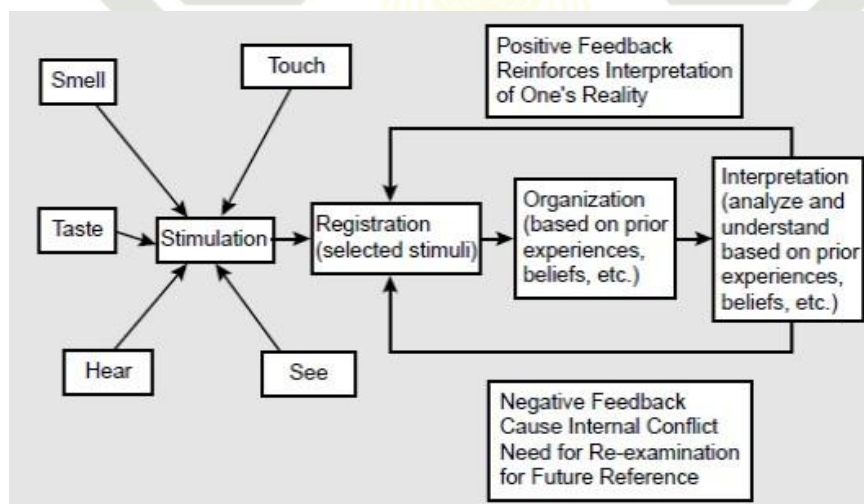 Smell
Touch
Positive Feedback
Reinforces Interpretation
of One's Reality
Taste
Stimulation
Registration
(selected stimuli)
Organization
(based on prior
experiences,
beliefs, etc.)
Interpretation
(analyze and
understand
based on prior
experiences,
beliefs, etc.)
Hear
See
Negative Feedback
Cause Internal Conflict
Need for Re-examination
for Future Reference